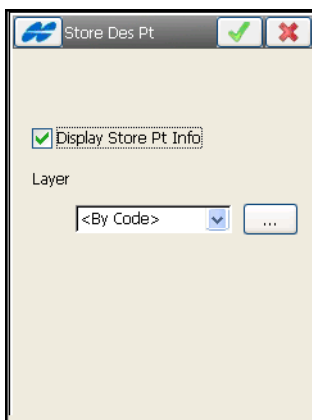 Store Des Pt
Display Store Pt Info
Layer
<By Code>
...